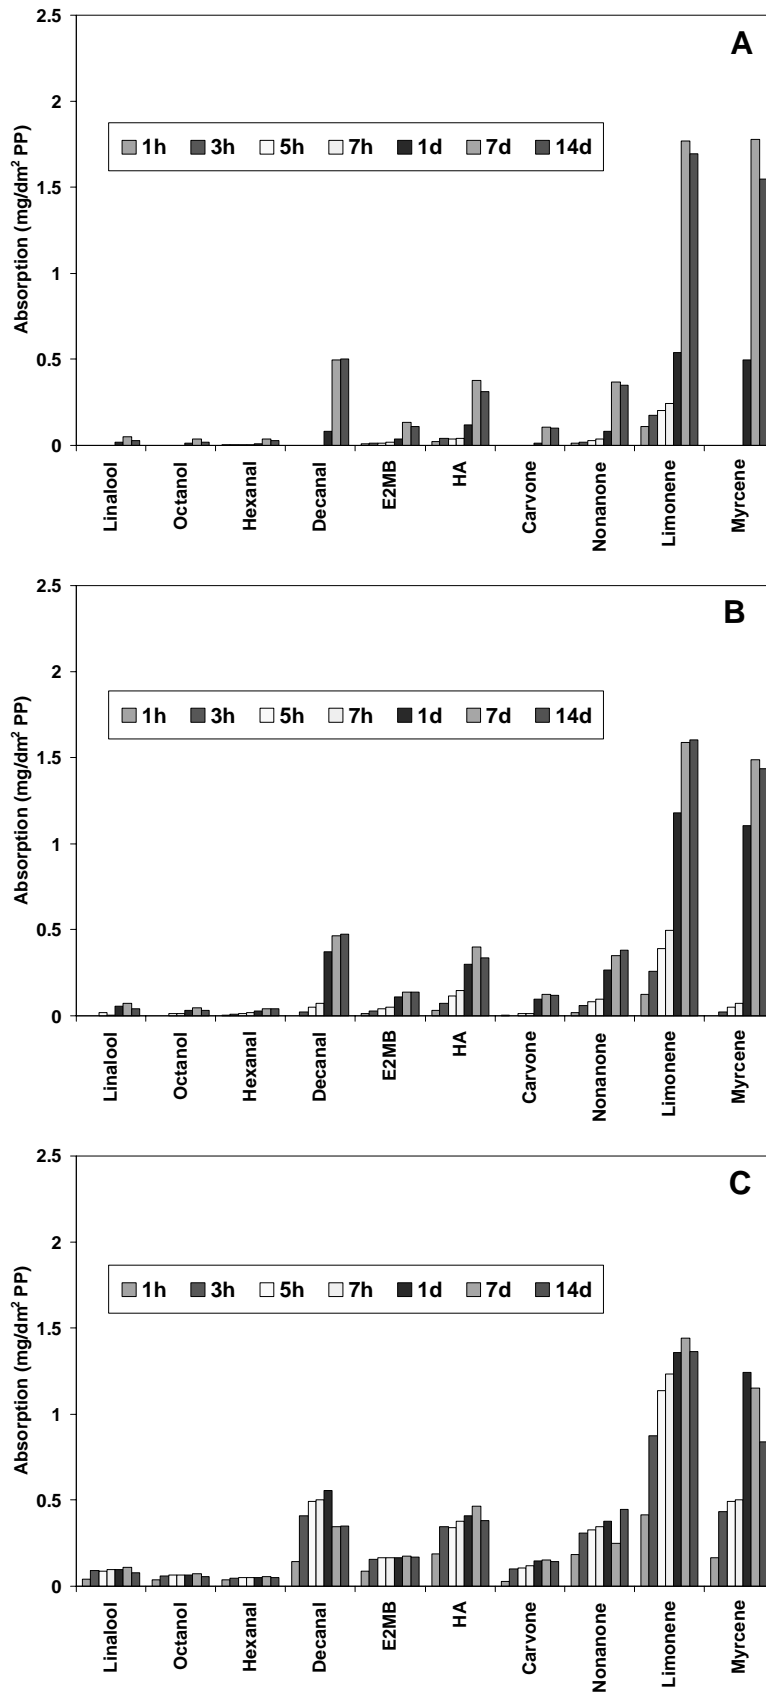 A
2.5
2
1.5
1
0.5
0
Absorption (mg/dm² PP)
1h 3h 5h 7h 1d 7d 14d
Linalool Octanol Hexanal Decanal E2MB HA Carvone Nonanone Limonene Myrcene
B
2.5
2
1.5
1
0.5
0
Absorption (mg/dm² PP)
1h 3h 5h 7h 1d 7d 14d
Linalool Octanol Hexanal Decanal E2MB HA Carvone Nonanone Limonene Myrcene
C
2.5
2
1.5
1
0.5
0
Absorption (mg/dm² PP)
1h 3h 5h 7h 1d 7d 14d
Linalool Octanol Hexanal Decanal E2MB HA Carvone Nonanone Limonene Myrcene